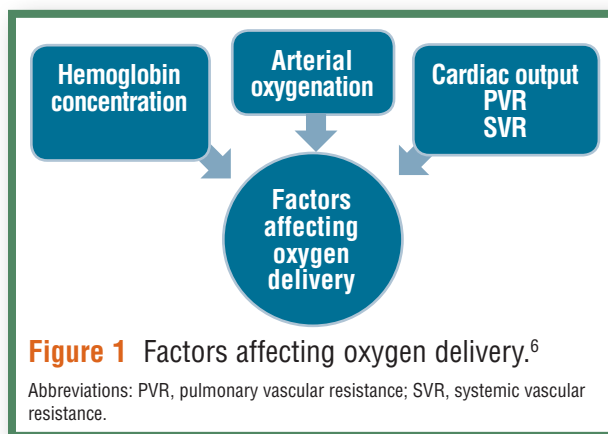 Hemoglobin
concentration
Arterial
oxygenation
Cardiac output
PVR
SVR
Factors
affecting
oxygen
delivery
Figure 1 Factors affecting oxygen delivery.⁶
Abbreviations: PVR, pulmonary vascular resistance; SVR, systemic vascular
resistance.